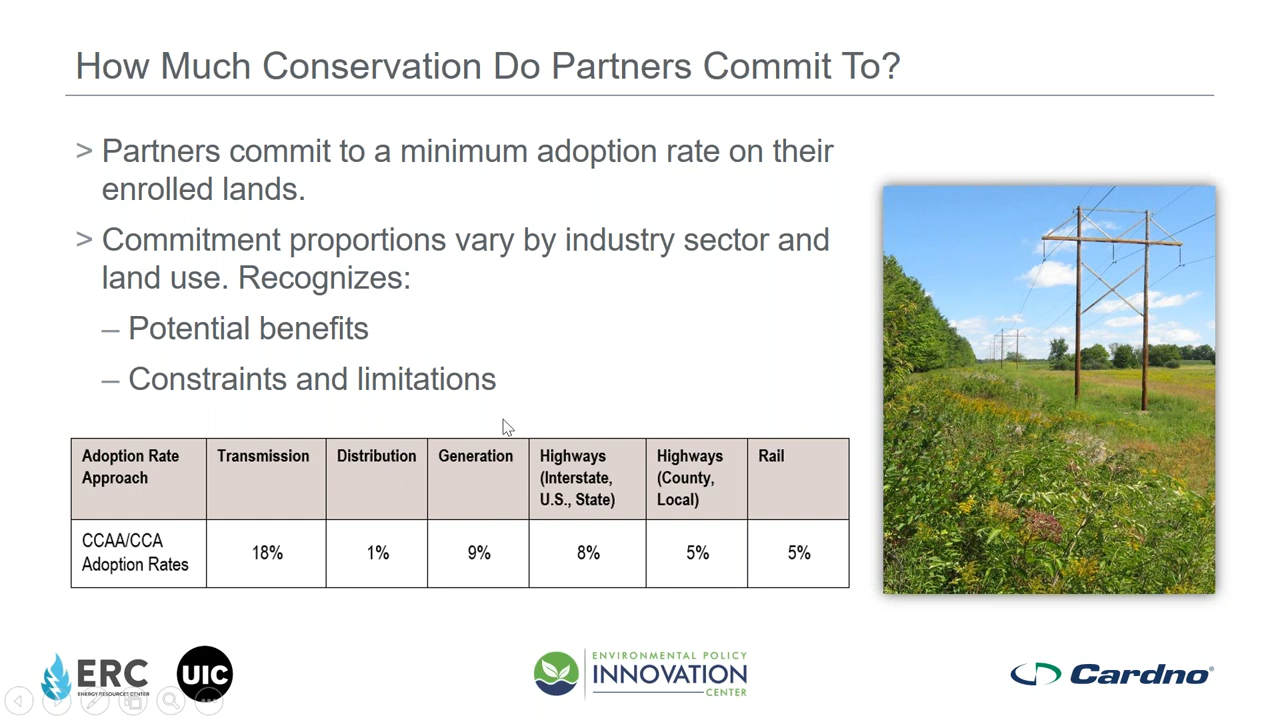 How Much Conservation Do Partners Commit To?
> Partners commit to a minimum adoption rate on their
enrolled lands.
> Commitment proportions vary by industry sector and
land use. Recognizes:
– Potential benefits
– Constraints and limitations
Adoption Rate
Approach
Transmission
Distribution
Generation
Highways
(Interstate,
U.S., State)
Highways
(County,
Local)
Rail
CCAA/CCA
Adoption Rates
18%
1%
9%
8%
5%
5%
ERC
ENERGY RESOURCES CENTER
UIC
ENVIRONMENTAL POLICY
INNOVATION
CENTER
Cardno®